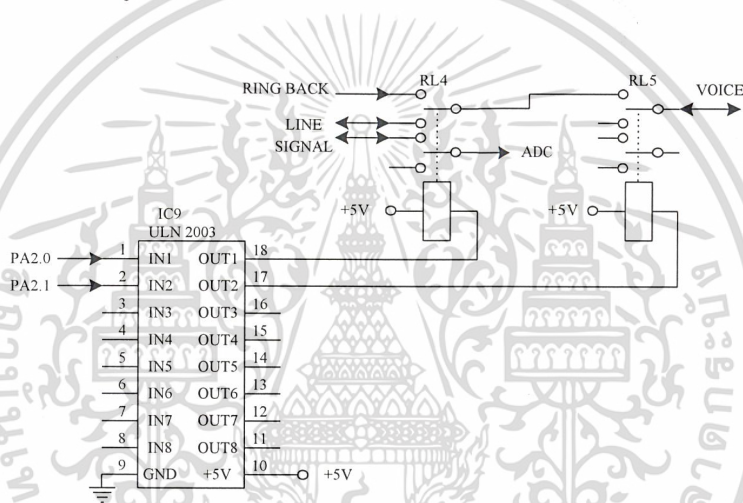 RING BACK
RL4
RL5
VOICE
LINE
SIGNAL
ADC
+5V
+5V
IC9
ULN 2003
PA2.0 1 IN1 OUT1 18
PA2.1 2 IN2 OUT2 17
3 IN3 OUT3 16
4 IN4 OUT4 15
5 IN5 OUT5 14
6 IN6 OUT6 13
7 IN7 OUT7 12
8 IN8 OUT8 11
9 GND +5V 10 +5V